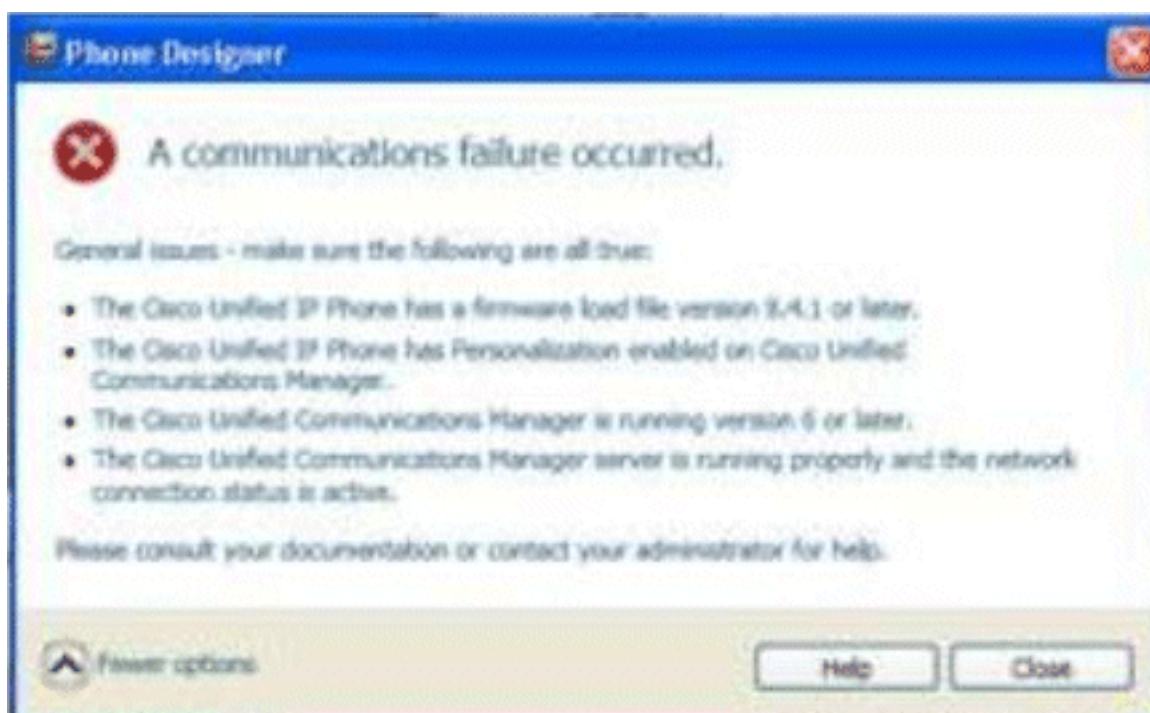 Phone Designer
A communications failure occurred.
General issues - make sure the following are all true:
• The Cisco Unified IP Phone has a firmware load file version 8.4.1 or later.
• The Cisco Unified IP Phone has Personalization enabled on Cisco Unified
Communications Manager.
• The Cisco Unified Communications Manager is running version 6 or later.
• The Cisco Unified Communications Manager server is running properly and the network
connection status is active.
Please consult your documentation or contact your administrator for help.
Fewer options
Help
Close